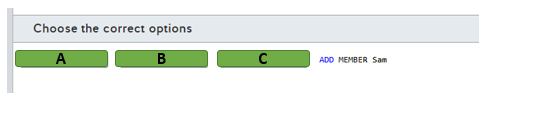 Choose the correct options
A B C ADD MEMBER Sam